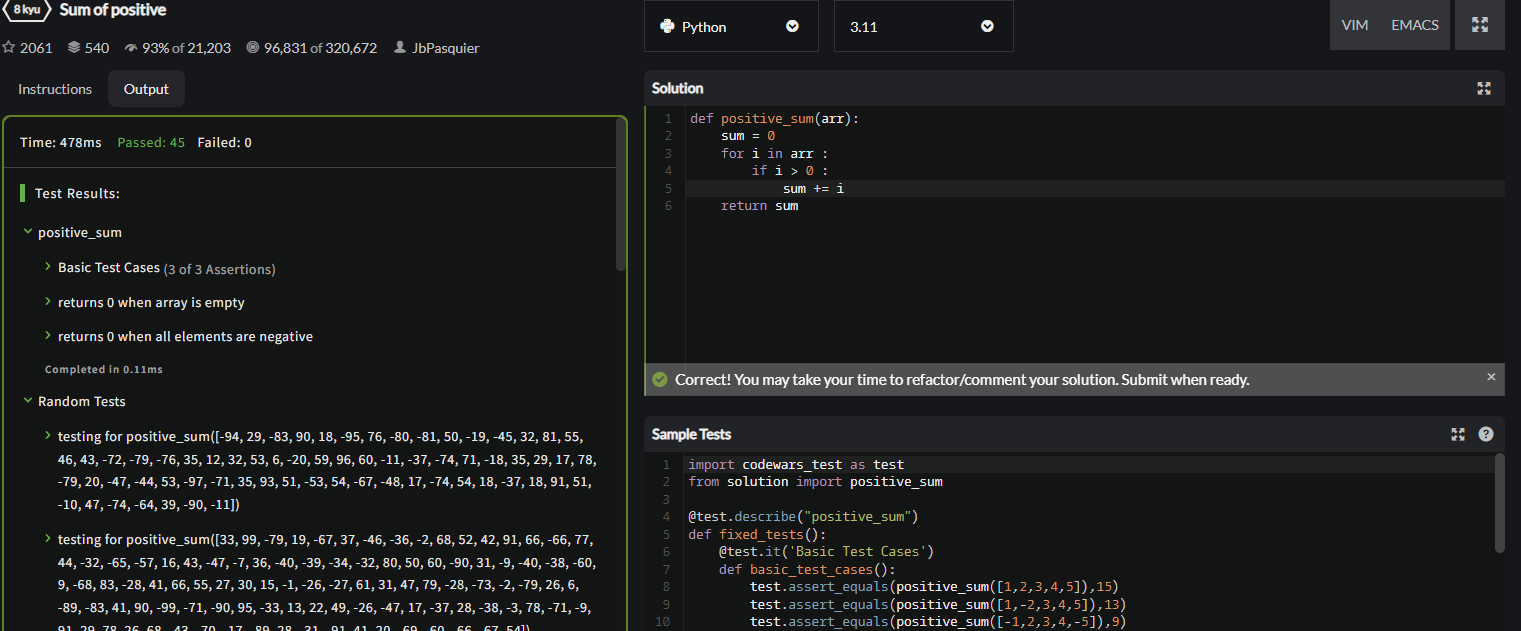 8 kyu Sum of positive
2061 540 93% of 21,203 96,831 of 320,672 JbPasquier
Instructions Output
Time: 478ms Passed: 45 Failed: 0
Test Results:
positive_sum
Basic Test Cases (3 of 3 Assertions)
returns 0 when array is empty
returns 0 when all elements are negative
Completed in 0.11ms
Random Tests
testing for positive_sum([-94, 29, -83, 90, 18, -95, 76, -80, -81, 50, -19, -45, 32, 81, 55,
46, 43, -72, -79, -76, 35, 12, 32, 53, 6, -20, 59, 96, 60, -11, -37, -74, 71, -18, 35, 29, 17, 78,
-79, 20, -47, -44, 53, -97, -71, 35, 93, 51, -53, 54, -67, -48, 17, -74, 54, 18, -37, 18, 91, 51,
-10, 47, -74, -64, 39, -90, -11])
testing for positive_sum([33, 99, -79, 19, -67, 37, -46, -36, -2, 68, 52, 42, 91, 66, -66, 77,
44, -32, -65, -57, 16, 43, -47, -7, 36, -40, -39, -34, -32, 80, 50, 60, -90, 31, -9, -40, -38, -60,
9, -68, 83, -28, 41, 66, 55, 27, 30, 15, -1, -26, -27, 61, 31, 47, 79, -28, -73, -2, -79, 26, 6,
-89, -83, 41, 90, -99, -71, -90, 95, -33, 13, 22, 49, -26, -47, 17, -37, 28, -38, -3, 78, -71, -9,
Python 3.11 VIM EMACS
Solution
1 def positive_sum(arr):
2 sum = 0
3 for i in arr :
4 if i > 0 :
5 sum += i
6 return sum
Correct! You may take your time to refactor/comment your solution. Submit when ready. ×
Sample Tests ?
1 import codewars_test as test
2 from solution import positive_sum
3
4 @test.describe("positive_sum")
5 def fixed_tests():
6 @test.it('Basic Test Cases')
7 def basic_test_cases():
8 test.assert_equals(positive_sum([1,2,3,4,5]),15)
9 test.assert_equals(positive_sum([1,-2,3,4,5]),13)
10 test.assert_equals(positive_sum([-1,2,3,4,-5]),9)